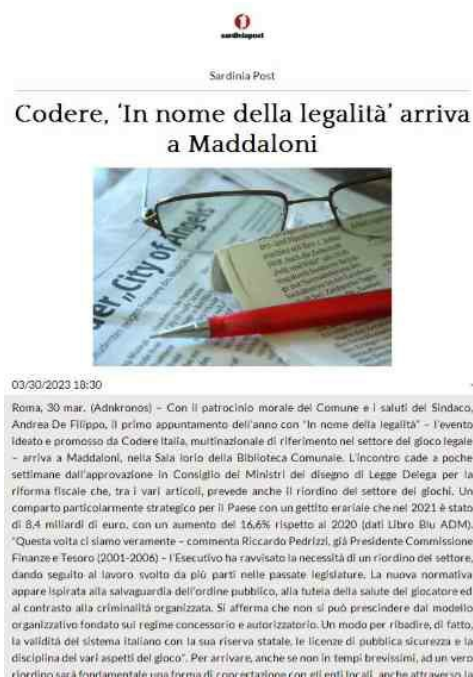 sardiniapost
Sardinia Post
Codere, ‘In nome della legalità’ arriva
a Maddaloni
er „City of Angels"
03/30/2023 18:30
Roma, 30 mar. (Adnkronos) – Con il patrocinio morale del Comune e i saluti del Sindaco,
Andrea De Filippo, il primo appuntamento dell'anno con "In nome della legalità" – l'evento
ideato e promosso da Codere Italia, multinazionale di riferimento nel settore del gioco legale
– arriva a Maddaloni, nella Sala Iorio della Biblioteca Comunale. L'incontro cade a poche
settimane dall'approvazione in Consiglio dei Ministri del disegno di Legge Delega per la
riforma fiscale che, tra i vari articoli, prevede anche il riordino del settore dei giochi. Un
comparto particolarmente strategico per il Paese con un gettito erariale che nel 2021 è stato
di 8,4 miliardi di euro, con un aumento del 16,6% rispetto al 2020 (dati Libro Blu ADM).
"Questa volta ci siamo veramente – commenta Riccardo Pedrizzi, già Presidente Commissione
Finanze e Tesoro (2001-2006) – l'Esecutivo ha ravvisato la necessità di un riordino del settore,
dando seguito al lavoro svolto da più parti nelle passate legislature. La nuova normativa
appare ispirata alla salvaguardia dell'ordine pubblico, alla tutela della salute del giocatore ed
al contrasto alla criminalità organizzata. Si afferma che non si può prescindere dal modello
organizzativo fondato sul regime concessorio e autorizzatorio. Un modo per ribadire, di fatto,
la validità del sistema italiano con la sua riserva statale, le licenze di pubblica sicurezza e la
disciplina dei vari aspetti del gioco". Per arrivare, anche se non in tempi brevissimi, ad un vero
riordino sarà fondamentale una forma di concertazione con gli enti locali, anche attraverso la